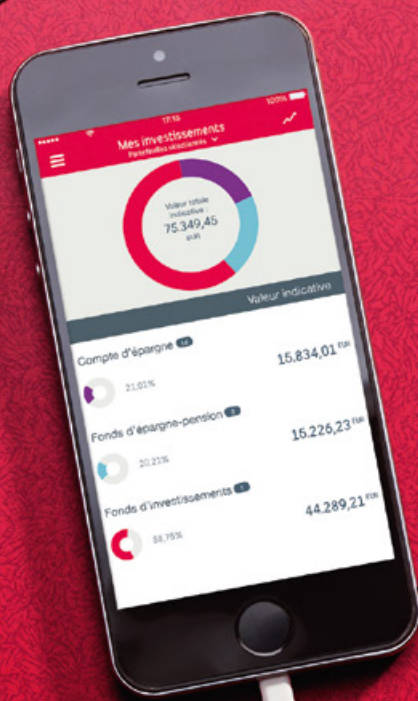 17:15
100%
Mes investissements
Portefeuilles sélectionnés
Valeur totale
indicative :
75.349,45
EUR
Valeur indicative
Compte d'épargne
21,01%
15.834,01 EUR
Fonds d'épargne-pension
20,21%
15.226,23 EUR
Fonds d'investissements
58,75%
44.289,21 EUR